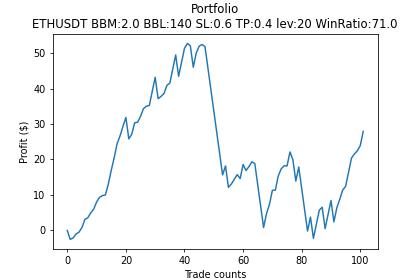 Portfolio
ETHUSDT BBM:2.0 BBL:140 SL:0.6 TP:0.4 lev:20 WinRatio:71.0
50
40
30
20
10
0
Profit ($)
0 20 40 60 80 100
Trade counts